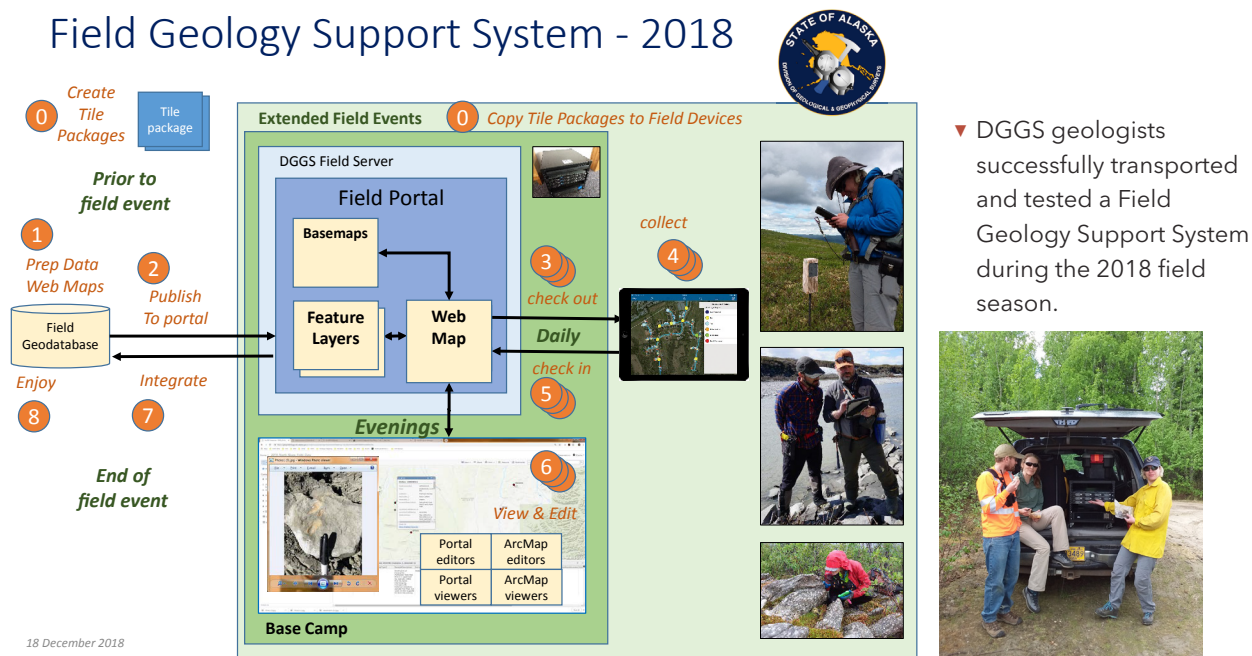 Field Geology Support System - 2018
STATE OF ALASKA
DIVISION OF GEOLOGICAL & GEOPHYSICAL SURVEYS
0
Create
Tile
Packages
Tile
package
Prior to
field event
1
Prep Data
Web Maps
2
Publish
To portal
Field
Geodatabase
Enjoy
8
Integrate
7
End of
field event
18 December 2018
Extended Field Events
0
Copy Tile Packages to Field Devices
DGGS Field Server
Field Portal
Basemaps
Feature
Layers
Web
Map
3
check out
Daily
check in
5
collect
4
Evenings
6
View & Edit
Portal
editors
ArcMap
editors
Portal
viewers
ArcMap
viewers
Base Camp
DGGS geologists
successfully transported
and tested a Field
Geology Support System
during the 2018 field
season.